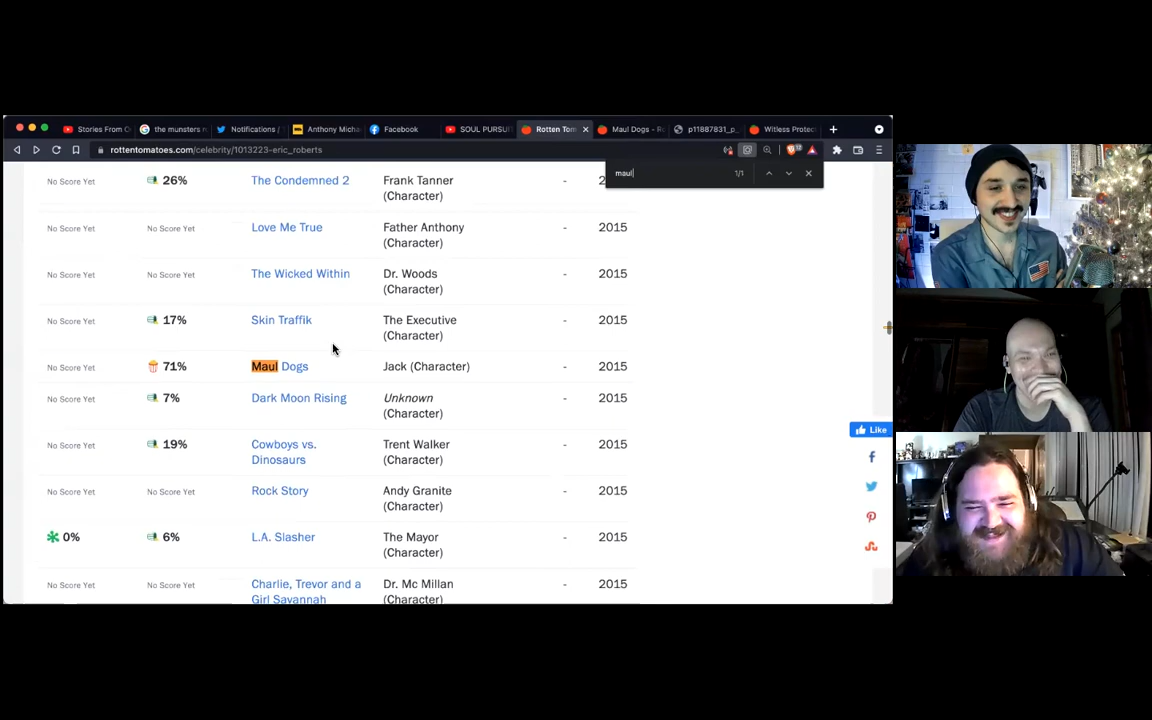 Stories From O
the munsters r
Notifications /
Anthony Micha
Facebook
SOUL PURSUI
Rotten Tom
Maul Dogs - R
p11887831_p_
Witless Protec
rottentomatoes.com/celebrity/1013223-eric_roberts
maul
1/1
No Score Yet 26% The Condemned 2 Frank Tanner - 2
(Character)
No Score Yet No Score Yet Love Me True Father Anthony - 2015
(Character)
No Score Yet No Score Yet The Wicked Within Dr. Woods - 2015
(Character)
No Score Yet 17% Skin Traffik The Executive - 2015
(Character)
No Score Yet 71% Maul Dogs Jack (Character) - 2015
No Score Yet 7% Dark Moon Rising Unknown - 2015
(Character)
No Score Yet 19% Cowboys vs. Trent Walker - 2015
Dinosaurs (Character)
Like
No Score Yet No Score Yet Rock Story Andy Granite - 2015
(Character)
0% 6% L.A. Slasher The Mayor - 2015
(Character)
No Score Yet No Score Yet Charlie, Trevor and a Dr. Mc Millan - 2015
Girl Savannah (Character)